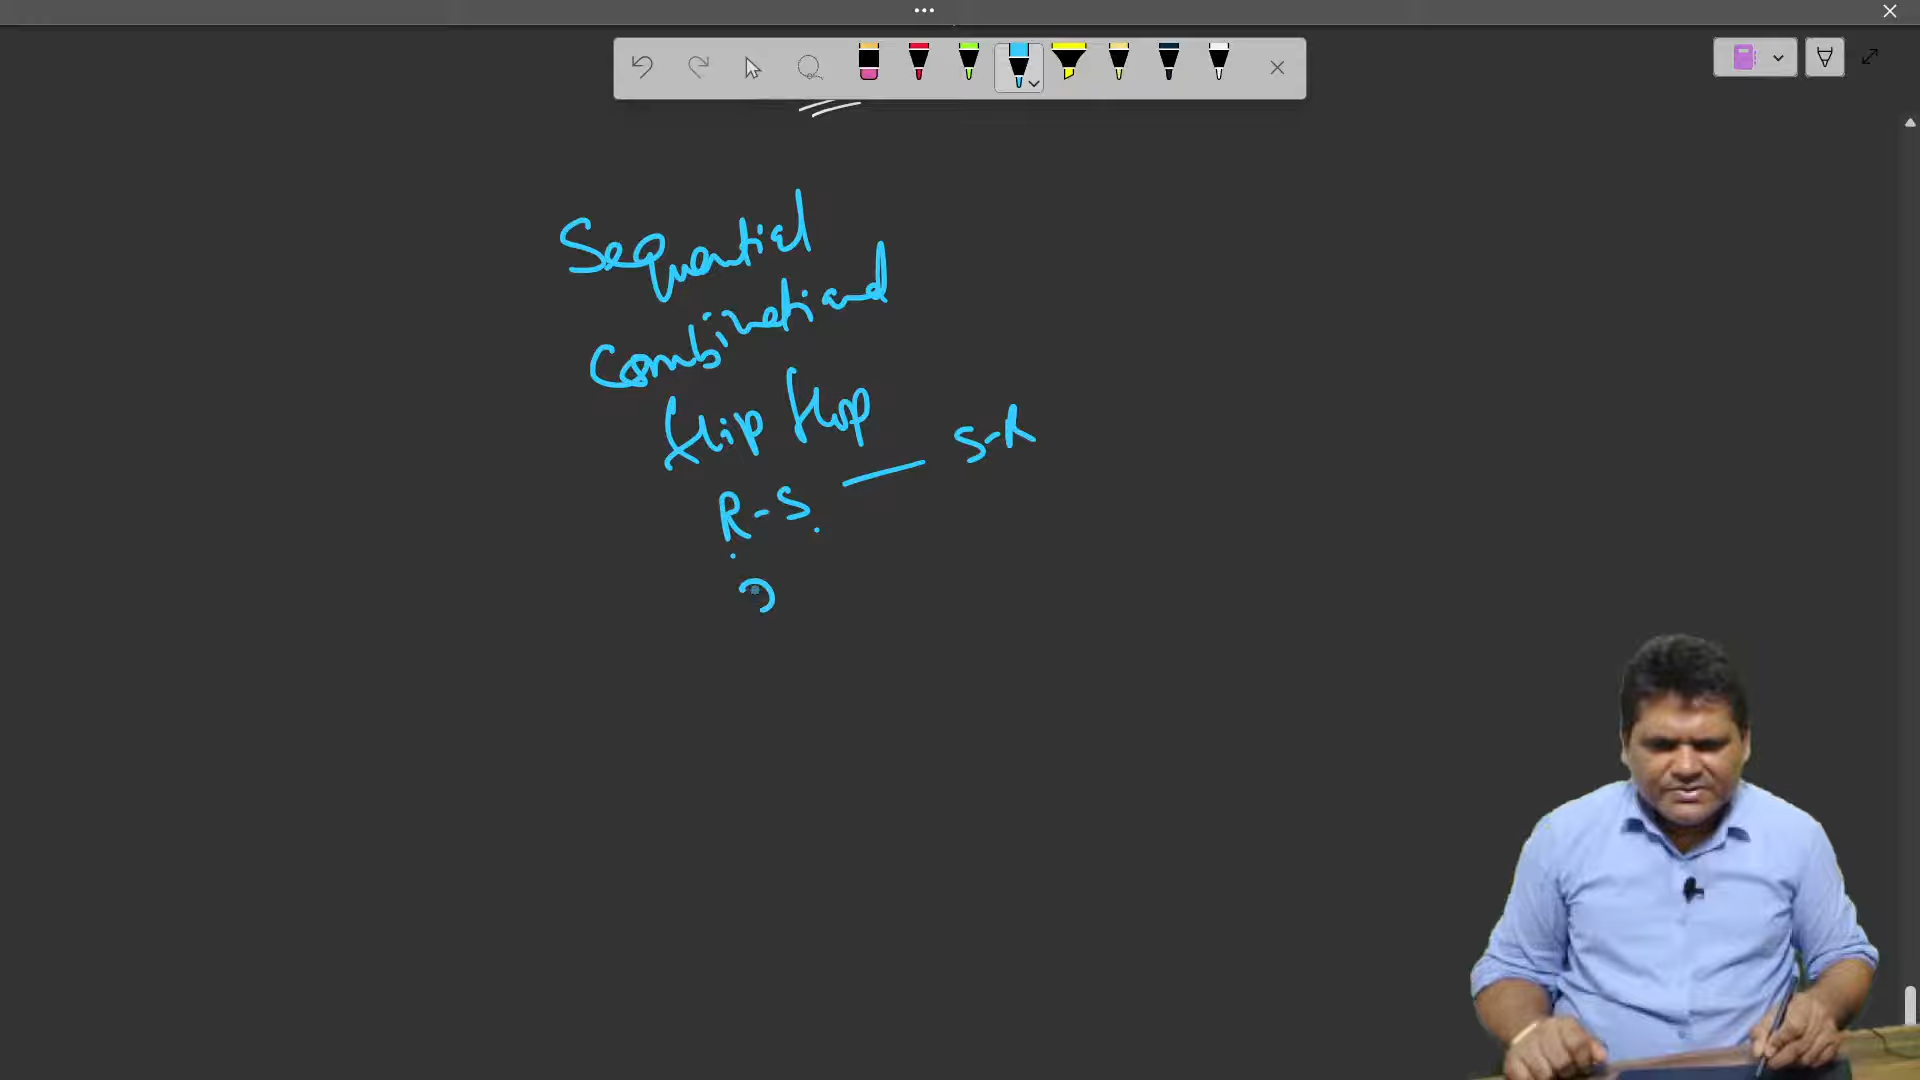 Sequential
Combinational
flip flop
R-S — S-R